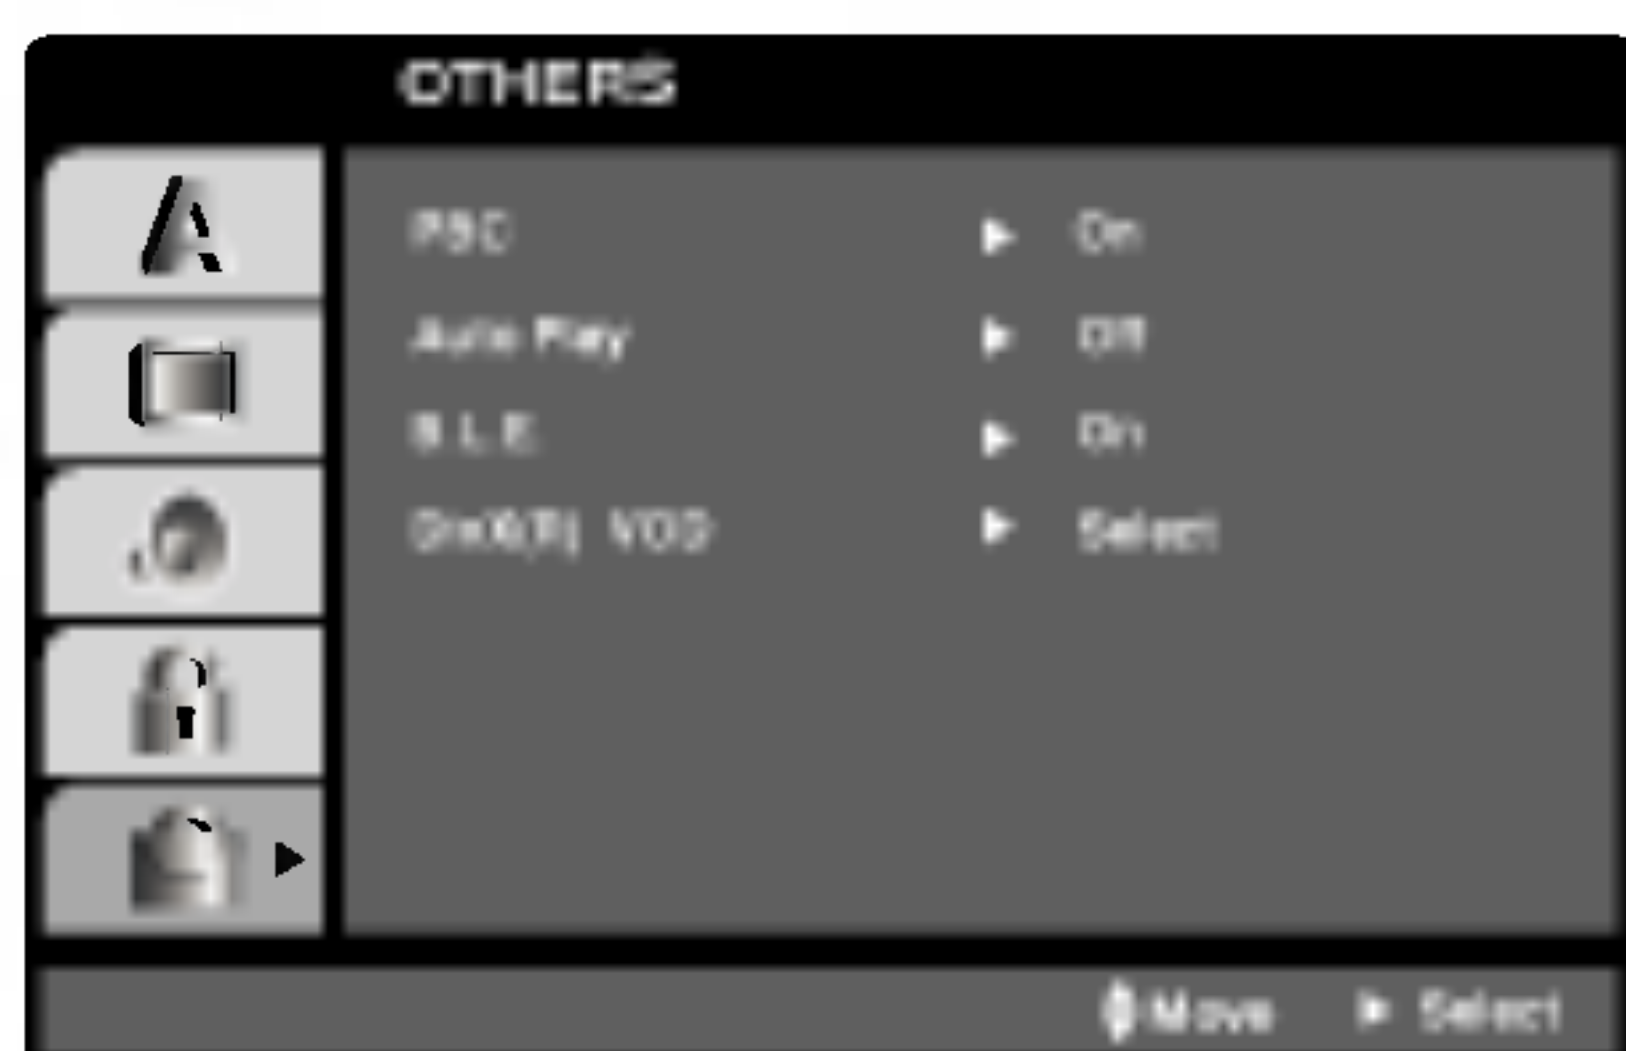 OTHERS
PBC ► On
Auto Play ► Off
B.L.E. ► On
DivX(R) VOD ► Select
Move ► Select